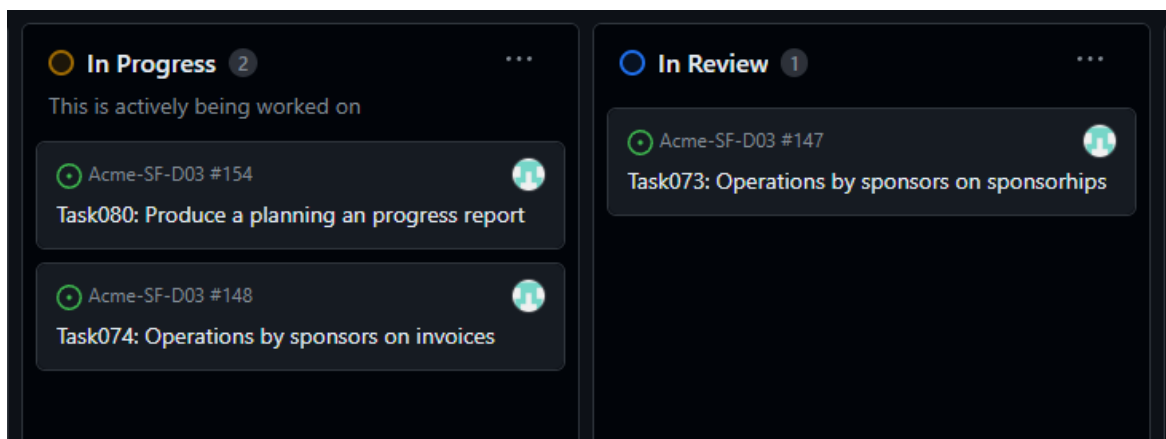 In Progress 2
This is actively being worked on
Acme-SF-D03 #154
Task080: Produce a planning an progress report
Acme-SF-D03 #148
Task074: Operations by sponsors on invoices
In Review 1
Acme-SF-D03 #147
Task073: Operations by sponsors on sponsorhips